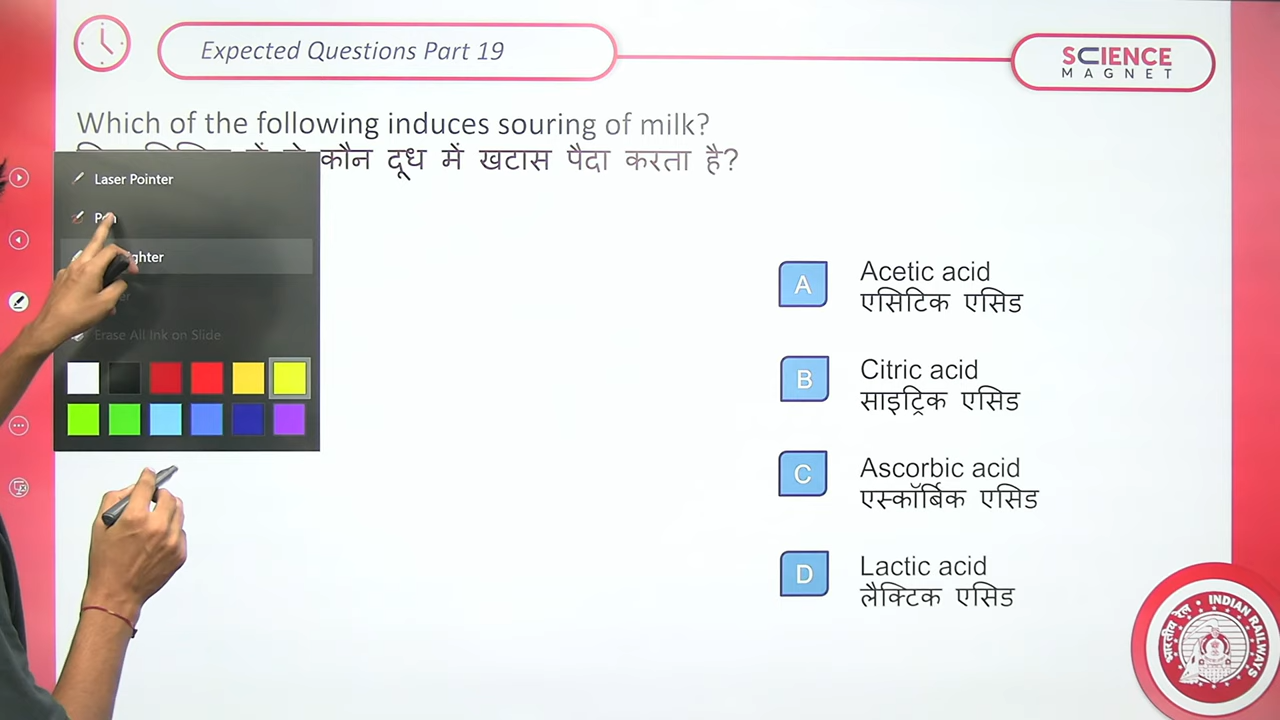 Expected Questions Part 19
SCIENCE
MAGNET
Which of the following induces souring of milk?
कौन दूध में खटास पैदा करता है?
Laser Pointer
Erase All Ink on Slide
A
Acetic acid
एसिटिक एसिड
B
Citric acid
साइट्रिक एसिड
C
Ascorbic acid
एस्कॉर्बिक एसिड
D
Lactic acid
लैक्टिक एसिड
भारतीय रेल
INDIAN RAILWAYS